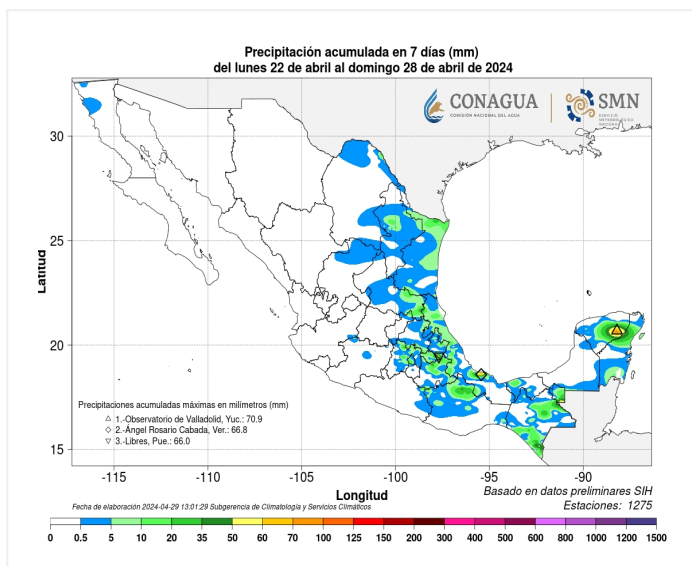 Precipitación acumulada en 7 días (mm)
del lunes 22 de abril al domingo 28 de abril de 2024
CONAGUA
COMISIÓN NACIONAL DEL AGUA
SMN
SERVICIO
METEOROLÓGICO
NACIONAL
30
25
20
15
Latitud
Precipitaciones acumuladas máximas en milímetros (mm)
1.-Observatorio de Valladolid, Yuc.: 70.9
2.-Ángel Rosario Cabada, Ver.: 66.8
3.-Libres, Pue.: 66.0
-115 -110 -105 -100 -95 -90
Longitud
Basado en datos preliminares SIH
Estaciones: 1275
Fecha de elaboración 2024-04-29 13:01:29 Subgerencia de Climatología y Servicios Climáticos
0 0.5 5 10 20 35 50 60 70 100 125 150 200 300 400 500 600 800 1000 1200 1500